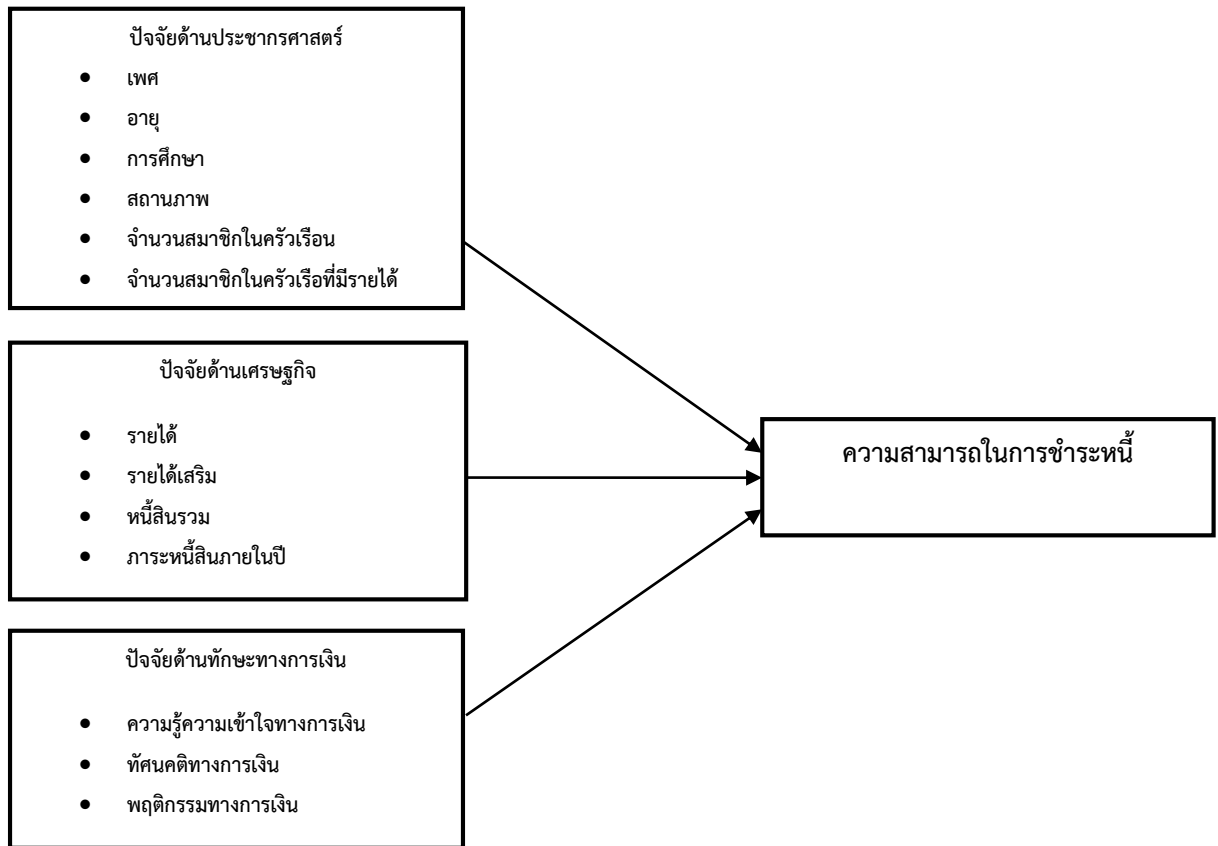 ปัจจัยด้านประชากรศาสตร์
● เพศ
● อายุ
● การศึกษา
● สถานภาพ
● จำนวนสมาชิกในครัวเรือน
● จำนวนสมาชิกในครัวเรือที่มีรายได้
ปัจจัยด้านเศรษฐกิจ
● รายได้
● รายได้เสริม
● หนี้สินรวม
● ภาระหนี้สินภายในปี
ปัจจัยด้านทักษะทางการเงิน
● ความรู้ความเข้าใจทางการเงิน
● ทัศนคติทางการเงิน
● พฤติกรรมทางการเงิน
ความสามารถในการชำระหนี้